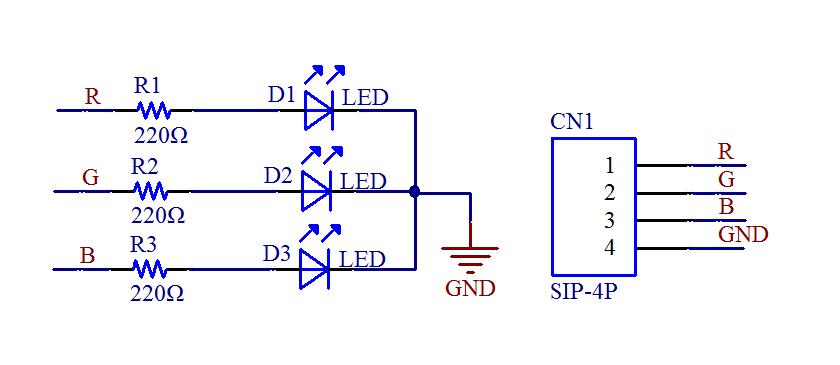 R R1 D1 LED
220Ω
G R2 D2 LED
220Ω
B R3 D3 LED
220Ω
GND
CN1
1 R
2 G
3 B
4 GND
SIP-4P